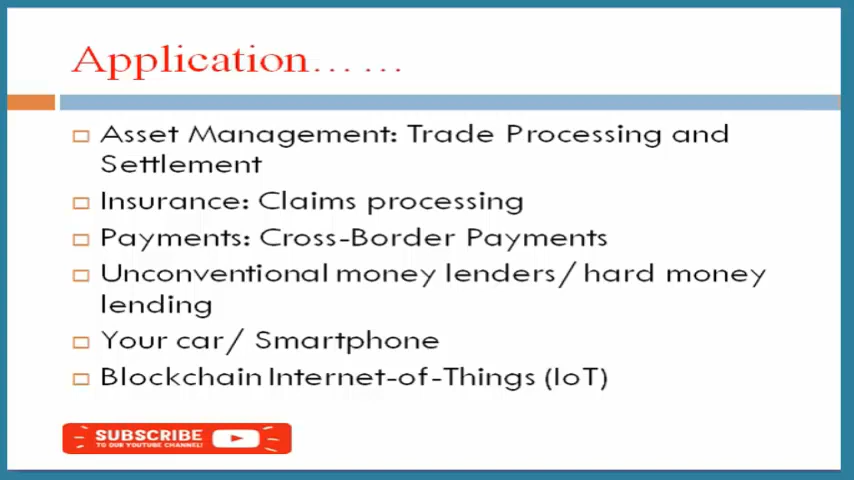 Application... ...
Asset Management: Trade Processing and
Settlement
Insurance: Claims processing
Payments: Cross-Border Payments
Unconventional money lenders/ hard money
lending
Your car/ Smartphone
Blockchain Internet-of-Things (IoT)
SUBSCRIBE
TO OUR YOUTUBE CHANNEL!